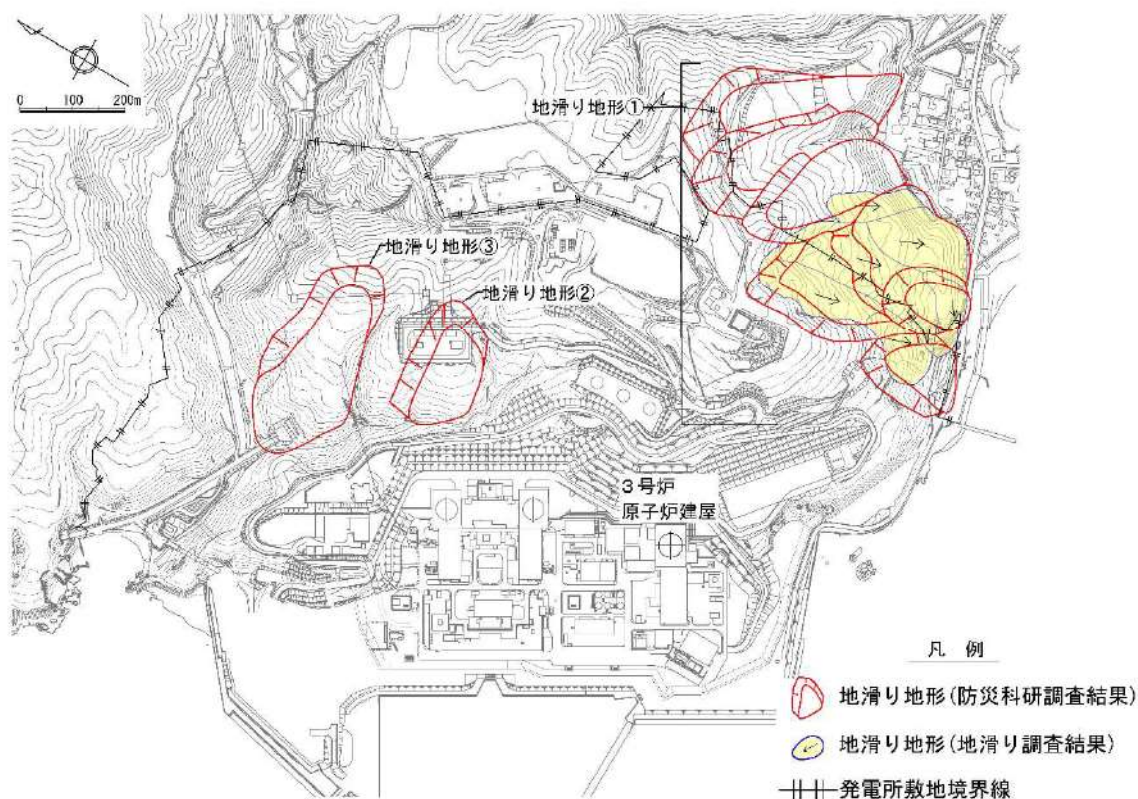 0 100 200m
地滑り地形①
地滑り地形③
地滑り地形②
3号炉
原子炉建屋
凡 例
地滑り地形(防災科研調査結果)
地滑り地形(地滑り調査結果)
発電所敷地境界線